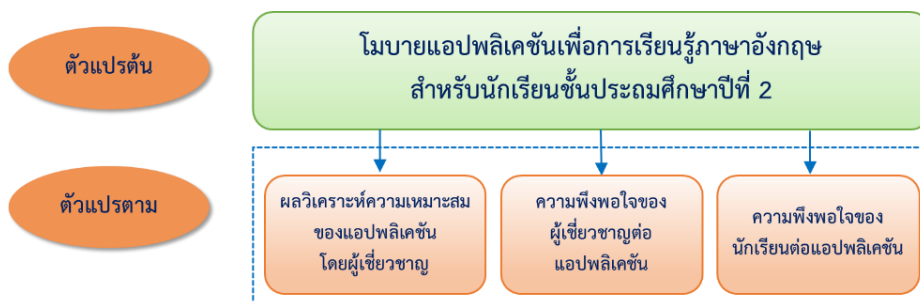 ตัวแปรต้น
โมบายแอปพลิเคชันเพื่อการเรียนรู้ภาษาอังกฤษ
สำหรับนักเรียนชั้นประถมศึกษาปีที่ 2
ตัวแปรตาม
ผลวิเคราะห์ความเหมาะสม
ของแอปพลิเคชัน
โดยผู้เชี่ยวชาญ
ความพึงพอใจของ
ผู้เชี่ยวชาญต่อ
แอปพลิเคชัน
ความพึงพอใจของ
นักเรียนต่อแอปพลิเคชัน